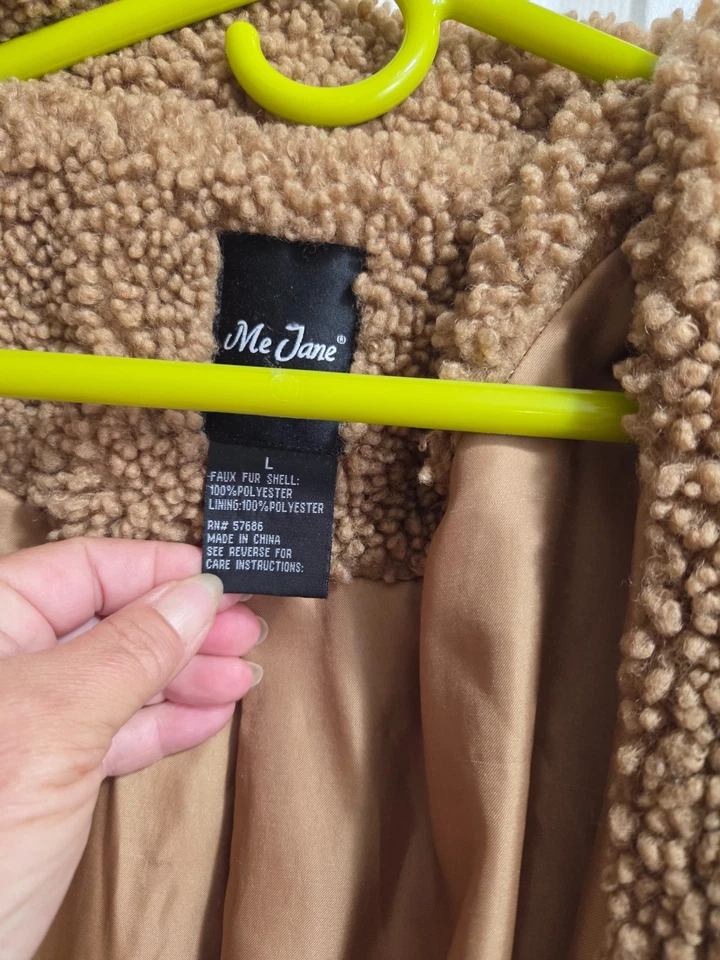 Me Jane®
L
FAUX FUR SHELL:
100%POLYESTER
LINING:100%POLYESTER
RN# 57686
MADE IN CHINA
SEE REVERSE FOR
CARE INSTRUCTIONS: